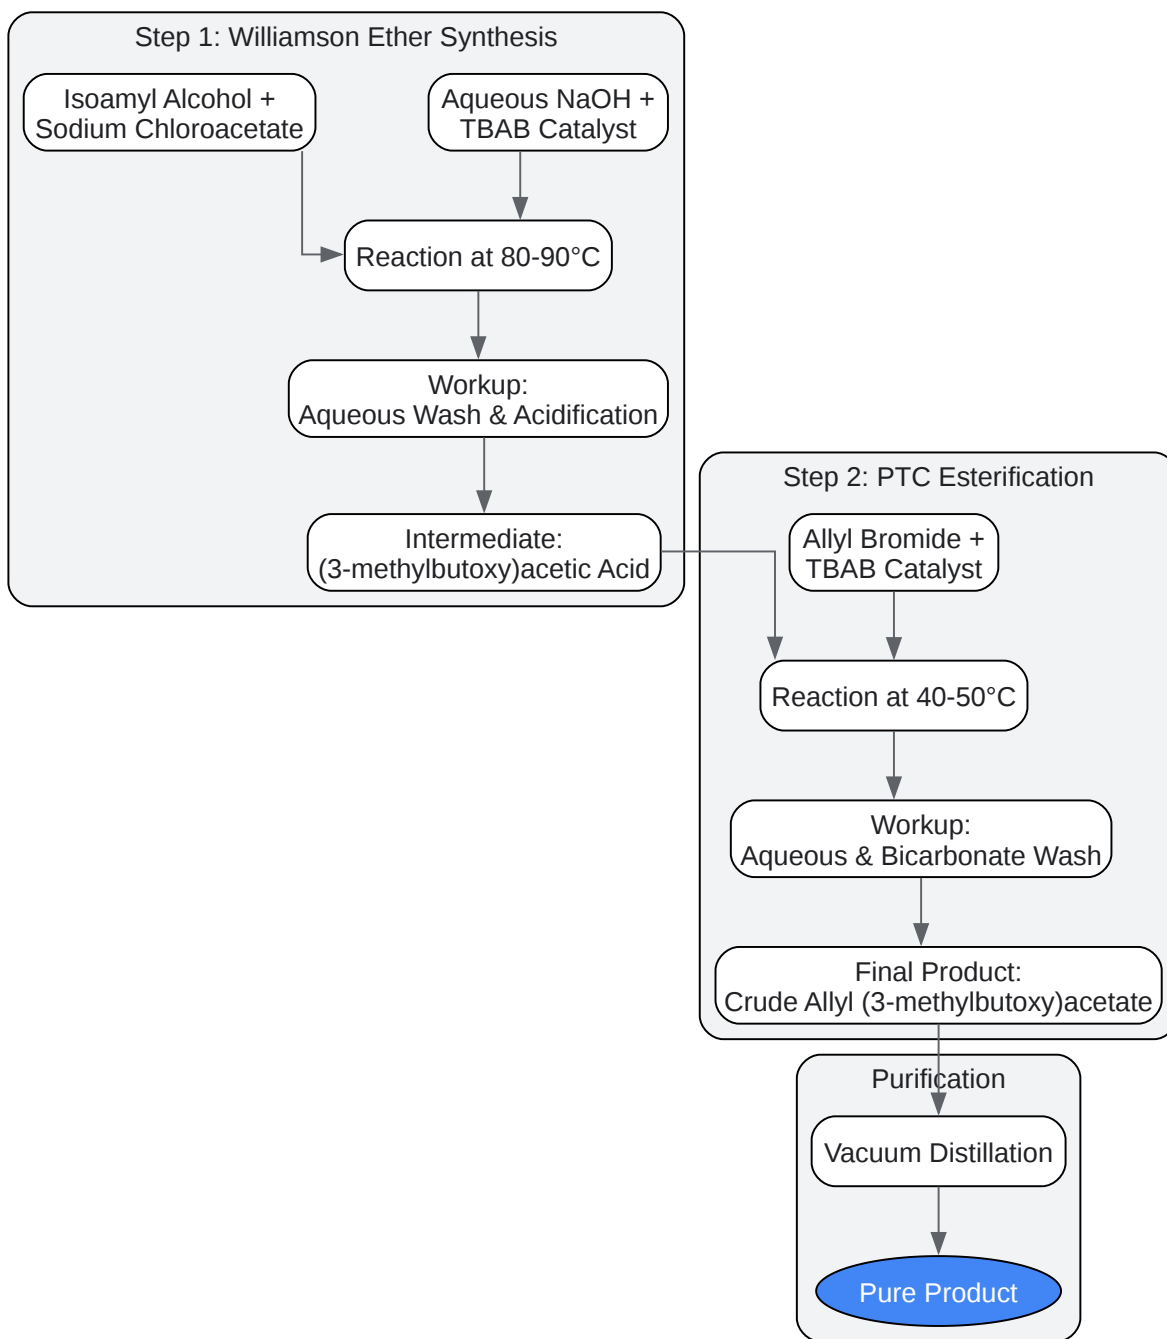 Step 1: Williamson Ether Synthesis
Isoamyl Alcohol +
Sodium Chloroacetate
Aqueous NaOH +
TBAB Catalyst
Reaction at 80-90°C
Workup:
Aqueous Wash & Acidification
Intermediate:
(3-methylbutoxy)acetic Acid
Step 2: PTC Esterification
Allyl Bromide +
TBAB Catalyst
Reaction at 40-50°C
Workup:
Aqueous & Bicarbonate Wash
Final Product:
Crude Allyl (3-methylbutoxy)acetate
Purification
Vacuum Distillation
Pure Product